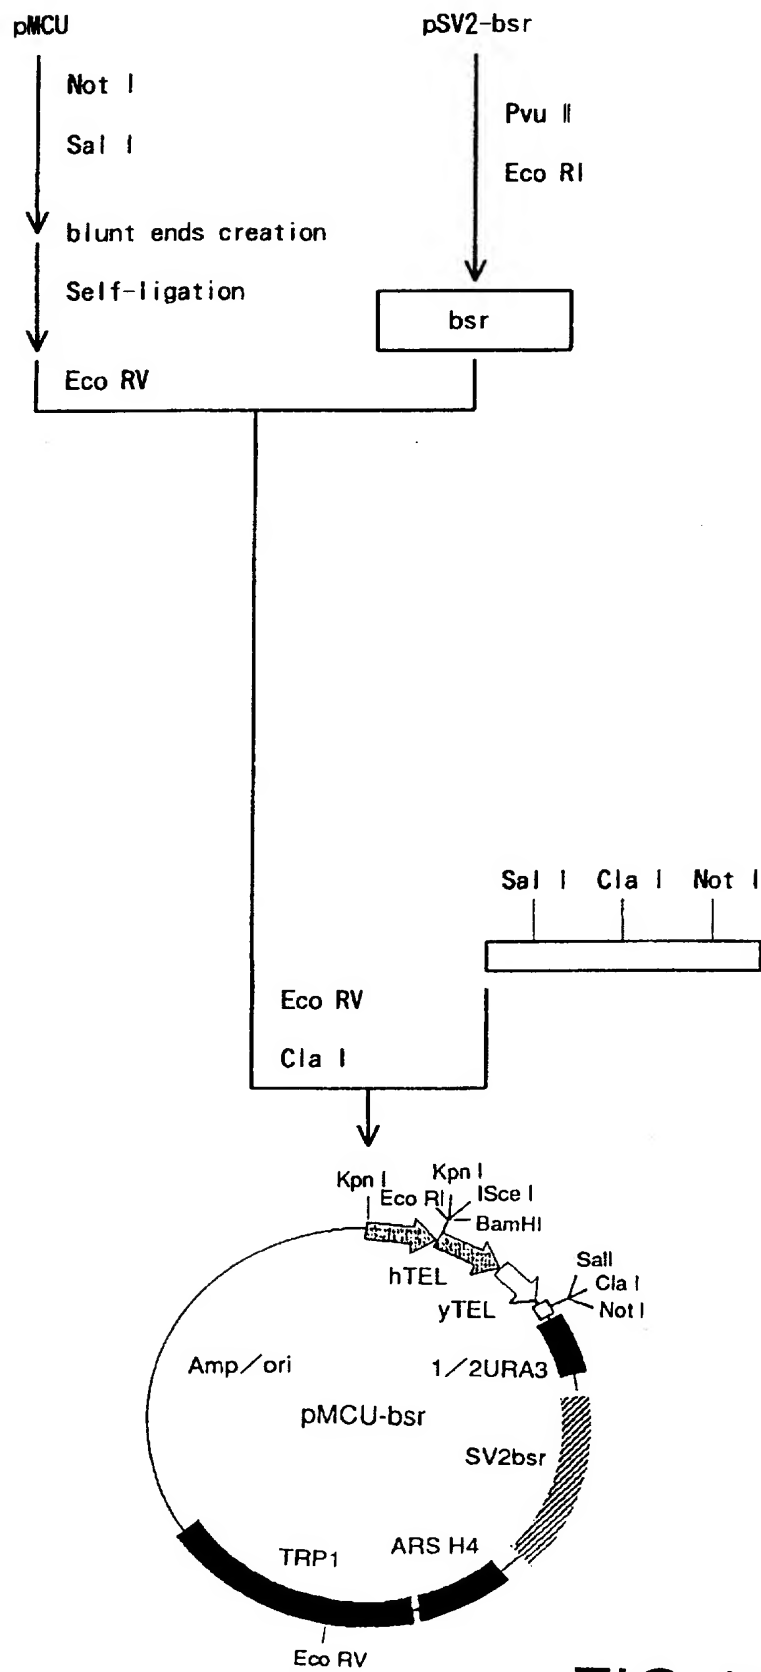 pMCU
pSV2-bsr
Not I
Sal I
Pvu II
Eco RI
blunt ends creation
Self-ligation
bsr
Eco RV
Sal I Cla I Not I
Eco RV
Cla I
Kpn I
Eco RI
Kpn I
ISce I
BamHI
hTEL
yTEL
SalI
Cla I
Not I
Amp/ori
1/2URA3
pMCU-bsr
SV2bsr
TRP1
ARS H4
Eco RV